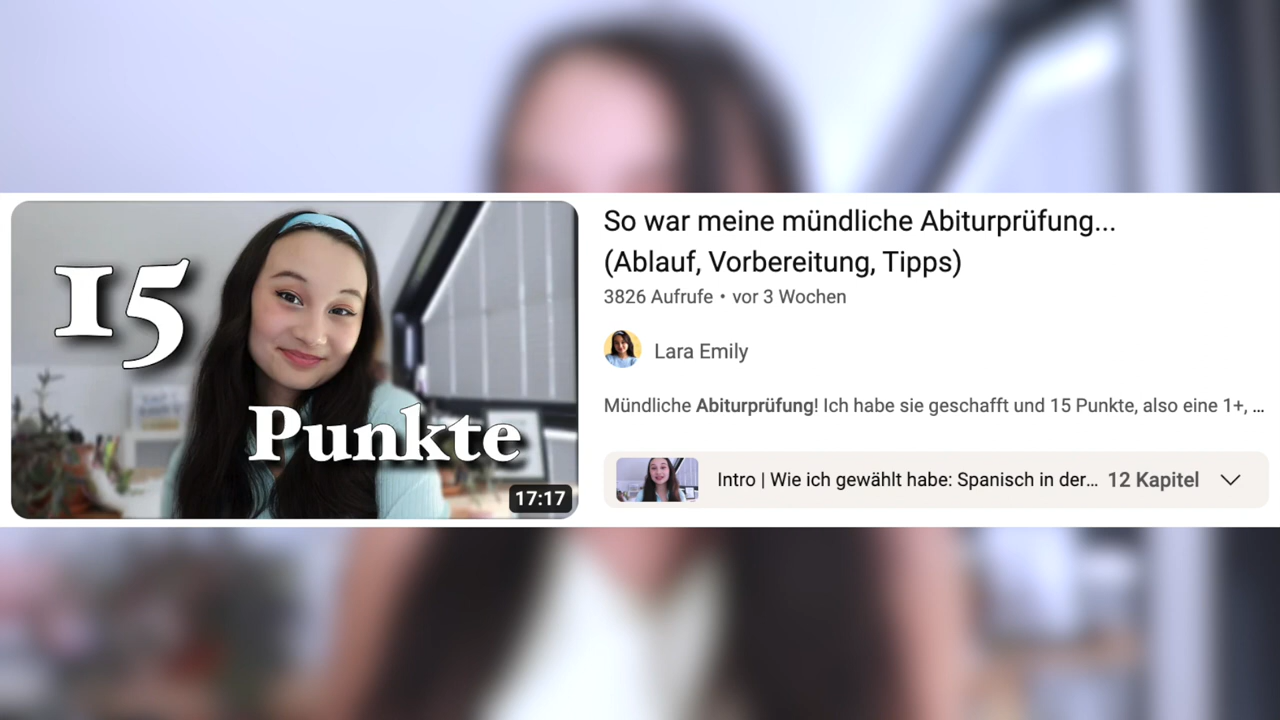 15
Punkte
17:17
So war meine mündliche Abiturprüfung...
(Ablauf, Vorbereitung, Tipps)
3826 Aufrufe • vor 3 Wochen
Lara Emily
Mündliche Abiturprüfung! Ich habe sie geschafft und 15 Punkte, also eine 1+, ...
Intro | Wie ich gewählt habe: Spanisch in der... 12 Kapitel